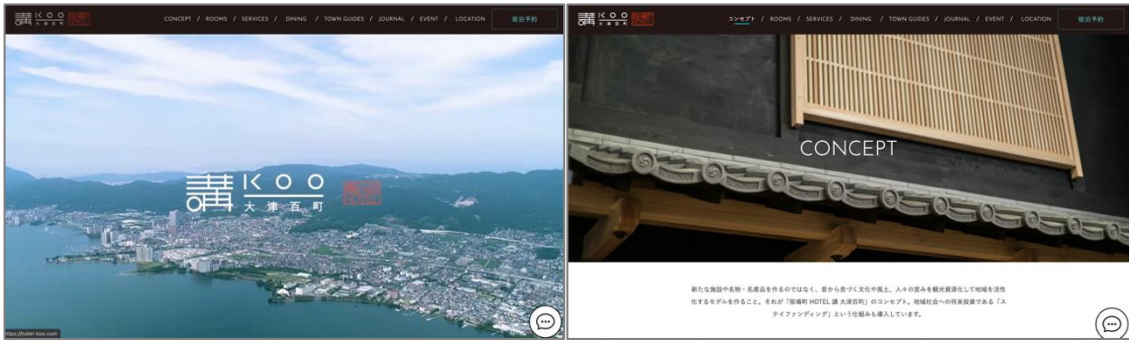 講 KOO
大津百町
CONCEPT / ROOMS / SERVICES / DINING / TOWN GUIDES / JOURNAL / EVENT / LOCATION
宿泊予約
講 KOO
大津百町
https://hotel-koo.com
講 KOO
大津百町
コンセプト / ROOMS / SERVICES / DINING / TOWN GUIDES / JOURNAL / EVENT / LOCATION
宿泊予約
CONCEPT
新たな施設や名物・名産品を作るのではなく、昔から息づく文化や風土、人々の営みを観光資源化して地域を活性
化するモデルを作ること。それが「宿場町 HOTEL 講 大津百町」のコンセプト。地域社会への将来投資である「ス
テイファンディング」という仕組みも導入しています。